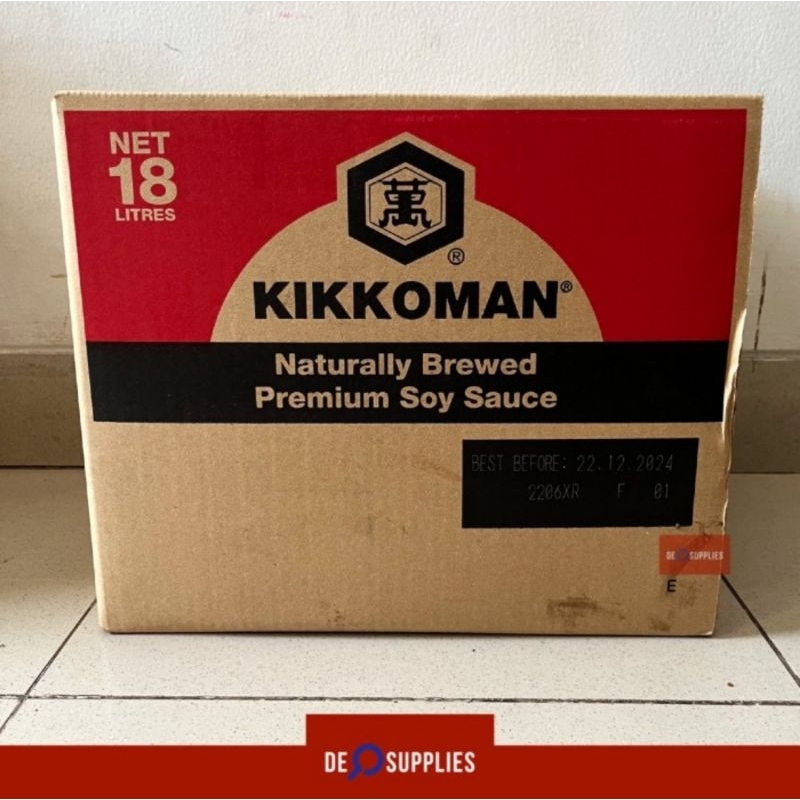 NET
18
LITRES
萬
®
KIKKOMAN®
Naturally Brewed
Premium Soy Sauce
BEST BEFORE: 22.12.2024
2206XR F 01
DE SUPPLIES
E
DE SUPPLIES